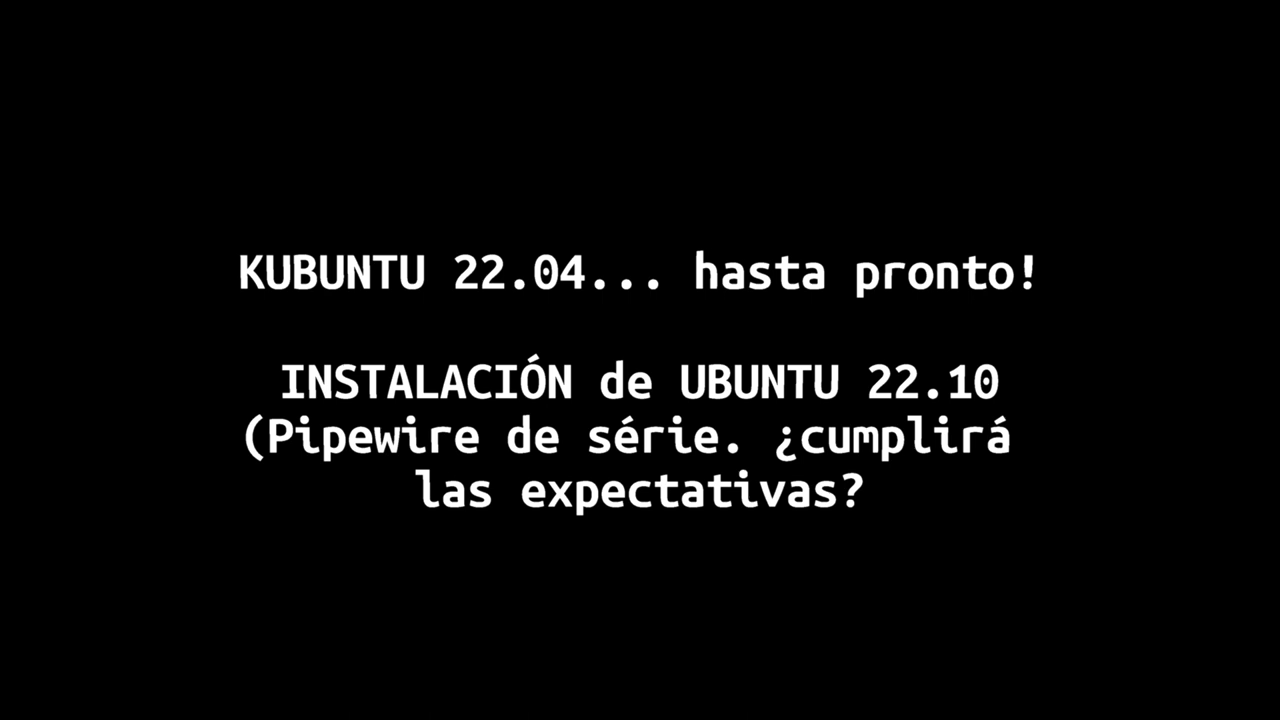 KUBUNTU 22.04... hasta pronto!
INSTALACIÓN de UBUNTU 22.10
(Pipewire de série. ¿cumplirá
las expectativas?